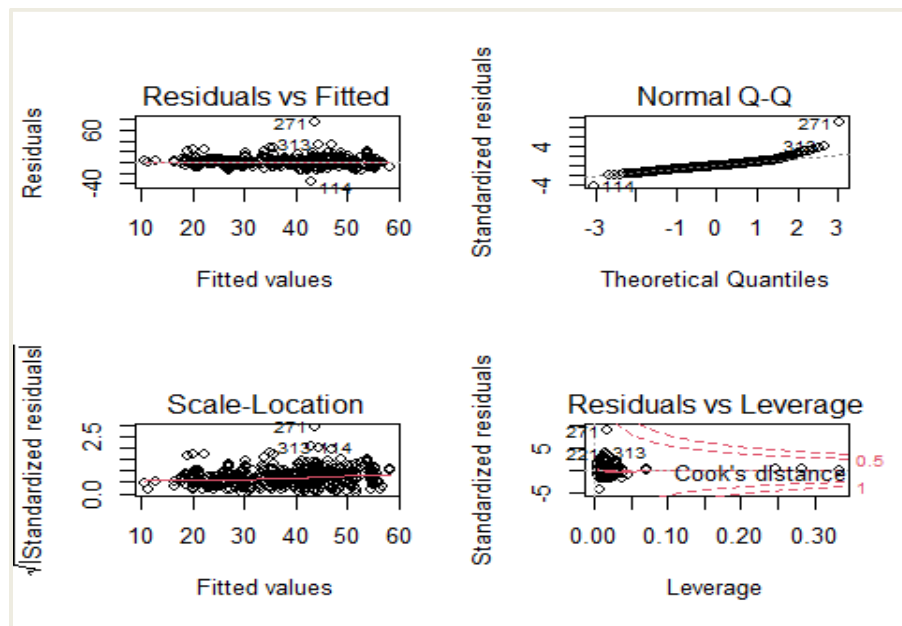 Residuals vs Fitted
Residuals
60
-40
271
313
114
10 20 30 40 50 60
Fitted values
Normal Q-Q
Standardized residuals
4
-4
271
313
114
-3 -1 0 1 2 3
Theoretical Quantiles
Scale-Location
√|Standardized residuals|
2.5
0.0
271
313 114
10 20 30 40 50 60
Fitted values
Residuals vs Leverage
Standardized residuals
5
-5
271
221 313
Cook's distance
0.5
1
0.00 0.10 0.20 0.30
Leverage